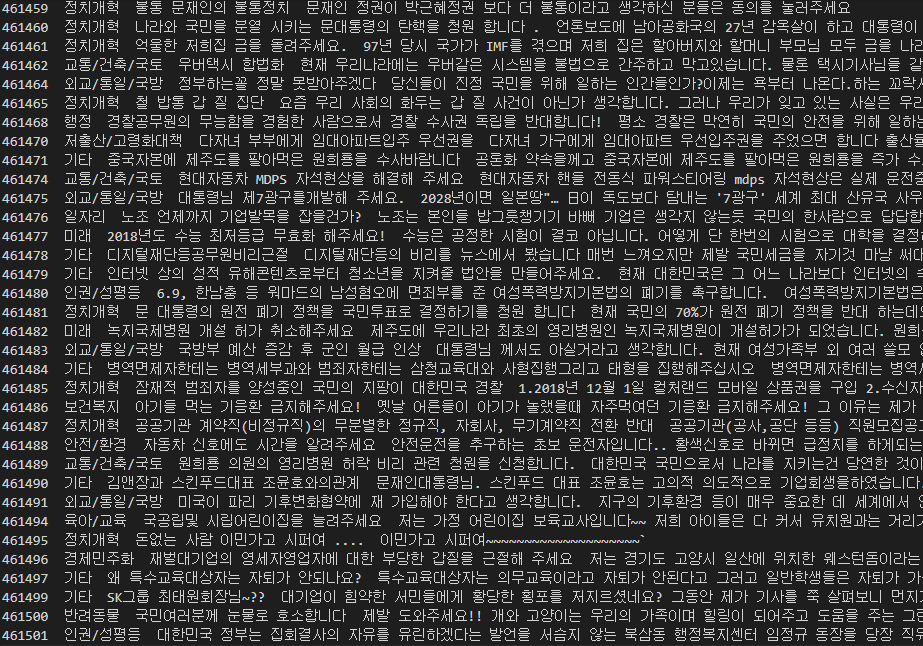 461459 정치개혁 불통 문재인의 불통정치 문재인 정권이 박근혜정권 보다 더 불통이라고 생각하신 분들은 동의를 눌러주세요
461460 정치개혁 나라와 국민을 분열 시키는 문대통령의 탄핵을 청원 합니다 . 언론보도에 남아공화국의 27년 감옥살이 하고 대통령이
461461 정치개혁 억울한 저희집 금을 돌려주세요. 97년 당시 국가가 IMF를 겪으며 저희 집은 할아버지와 할머니 부모님 모두 금을 나
461462 교통/건축/국토 우버택시 합법화 현재 우리나라에는 우버같은 시스템을 불법으로 간주하고 막고있습니다. 물론 택시기사님들 갈
461464 외교/통일/국방 정부하는꼴 정말 못받아주겠다 당신들이 진정 국민을 위해 일하는 인간들인가?이제는 욕부터 나온다.하는 꼬락
461465 정치개혁 철 밥통 갑 질 집단 요즘 우리 사회의 화두는 갑 질 사건이 아닌가 생각합니다. 그러나 우리가 잊고 있는 사실은 우리
461468 행정 경찰공무원의 무능함을 경험한 사람으로서 경찰 수사권 독립을 반대합니다! 평소 경찰은 막연히 국민의 안전을 위해 일하는
461470 저출산/고령화대책 다자녀 부부에게 임대아파트입주 우선권을 다자녀 가구에게 임대아파트 우선입주권을 주었으면 합니다 출산율
461471 기타 중국자본에 제주도를 팔아먹은 원희룡을 수사바랍니다 공론화 약속을깨고 중국자본에 제주도를 팔아먹은 원희룡을 즉각 수
461474 교통/건축/국토 현대자동차 MDPS 자석현상을 해결해 주세요 현대자동차 핸들 전동식 파워스티어링 mdps 자석현상은 실제 운전중
461475 외교/통일/국방 대통령님 제7광구를개발해 주세요. 2028년이면 일본땅"… 日이 독도보다 탐내는 '7광구' 세계 최대 산유국 사우
461476 일자리 노조 언제까지 기업발목을 잡을건가? 노조는 본인들 밥그릇챙기기 바빠 기업은 생각지 않는듯 국민의 한사람으로 답답함
461477 미래 2018년도 수능 최저등급 무효화 해주세요! 수능은 공정한 시험이 결코 아닙니다. 어떻게 단 한번의 시험으로 대학을 결정하
461478 기타 디지털재단등공무원비리근절 디지털재단등의 비리를 뉴스에서 봤습니다 매번 느껴오지만 제발 국민세금을 자기것 마냥 써대
461479 기타 인터넷 상의 성적 유해콘텐츠로부터 청소년을 지켜줄 법안을 만들어주세요. 현재 대한민국은 그 어느 나라보다 인터넷의 속
461480 인권/성평등 6.9, 한남충 등 워마드의 남성혐오에 면죄부를 준 여성폭력방지기본법의 폐기를 촉구합니다. 여성폭력방지기본법은
461481 정치개혁 문 대통령의 원전 폐기 정책을 국민투표로 결정하기를 청원 합니다 현재 국민의 70%가 원전 폐기 정책을 반대 하는데
461482 미래 녹지국제병원 개설 허가 취소해주세요 제주도에 우리나라 최초의 영리병원인 녹지국제병원이 개설허가가 되었습니다. 원희
461483 외교/통일/국방 국방부 예산 증감 후 군인 월급 인상 대통령님 께서도 아실거라고 생각합니다. 현재 여성가족부 외 여러 쓸모 없
461484 기타 병역면제자한테는 병역세부과와 범죄자한테는 삼청교육대와 사형집행그리고 태형을 집행해주십시오 병역면제자한테는 병역
461485 정치개혁 잠재적 범죄자를 양성중인 국민의 지팡이 대한민국 경찰 1.2018년 12월 1일 컬처랜드 모바일 상품권을 구입 2.수신자
461486 보건복지 아기들 먹는 기응환 금지해주세요! 옛날 어른들이 아기가 놀랬을때 자주먹여던 기응환 금지해주세요! 그 이유는 제가
461487 정치개혁 공공기관 계약직(비정규직)의 무분별한 정규직, 자회사, 무기계약직 전환 반대 공공기관(공사,공단 등등) 직원모집공고
461488 안전/환경 자동차 신호에도 시간을 알려주세요 안전운전을 추구하는 초보 운전자입니다.. 황색신호로 바뀌면 급정지를 하게되는
461489 교통/건축/국토 원희룡 의원의 영리병원 허락 비리 관련 청원을 신청합니다. 대한민국 국민으로서 나라를 지키는건 당연한 것이
461490 기타 김앤장과 스킨푸드대표 조윤호와의관계 문재인대통령님. 스킨푸드 대표 조윤호는 고의적 의도적으로 기업회생을하였습니다.
461491 외교/통일/국방 미국이 파리 기후변화협약에 재 가입해야 한다고 생각합니다. 지구의 기후환경 등이 매우 중요한 데 세계에서
461494 육아/교육 국공립및 시립어린이집을 늘려주세요 저는 가정 어린이집 보육교사입니다~~ 저희 아이들은 다 커서 유치원과는 거리
461495 정치개혁 돈없는 사람 이민가고 시퍼여 .... 이민가고 시퍼여~~~~~~~~~~~~~~~~~~~~`
461496 경제민주화 재벌대기업의 영세자영업자에 대한 부당한 갑질을 근절해 주세요 저는 경기도 고양시 일산에 위치한 웨스턴돔이라는
461497 기타 왜 특수교육대상자는 자퇴가 안되나요? 특수교육대상자는 의무교육이라고 자퇴가 안된다고 그러고 일반학생들은 자퇴가 가
461499 기타 SK그룹 최태원회장님~?? 대기업이 힘약한 서민들에게 황당한 횡포를 저지르셨네요? 그동안 제가 기사를 쭉 살펴보니 먼지
461500 반려동물 국민여러분께 눈물로 호소합니다 제발 도와주세요!! 개와 고양이는 우리의 가족이며 힐링이 되어주고 도움을 주는 그
461501 인권/성평등 대한민국 정부는 집회결사의 자유를 유린하겠다는 발언을 서슴지 않는 북삼동 행정복지센터 임정규 동장을 당장 직위